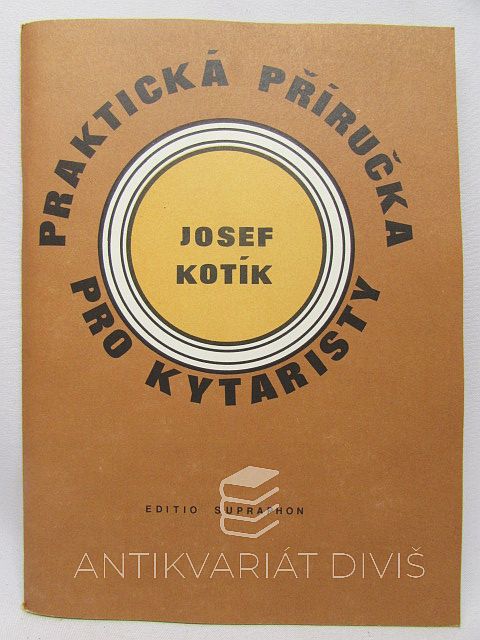 PRAKTICKÁ PŘÍRUČKA
PRO KYTARISTY
JOSEF
KOTÍK
EDITIO SUPRAPHON
ANTIKVARIÁT DIVIŠ